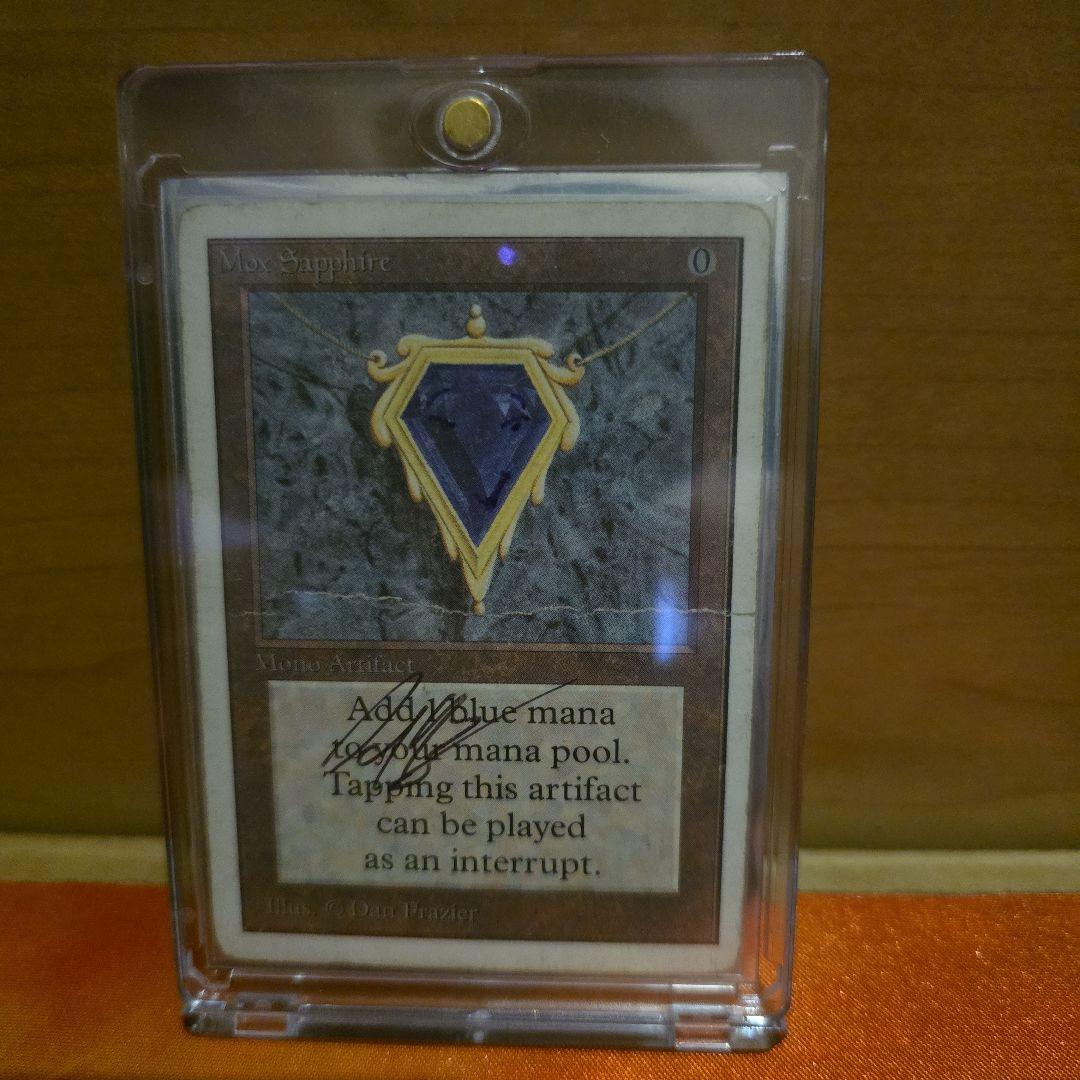 Mox Sapphire 0
Mono Artifact
Add 1 blue mana
to your mana pool.
Tapping this artifact
can be played
as an interrupt.
Illus. © Dan Frazier